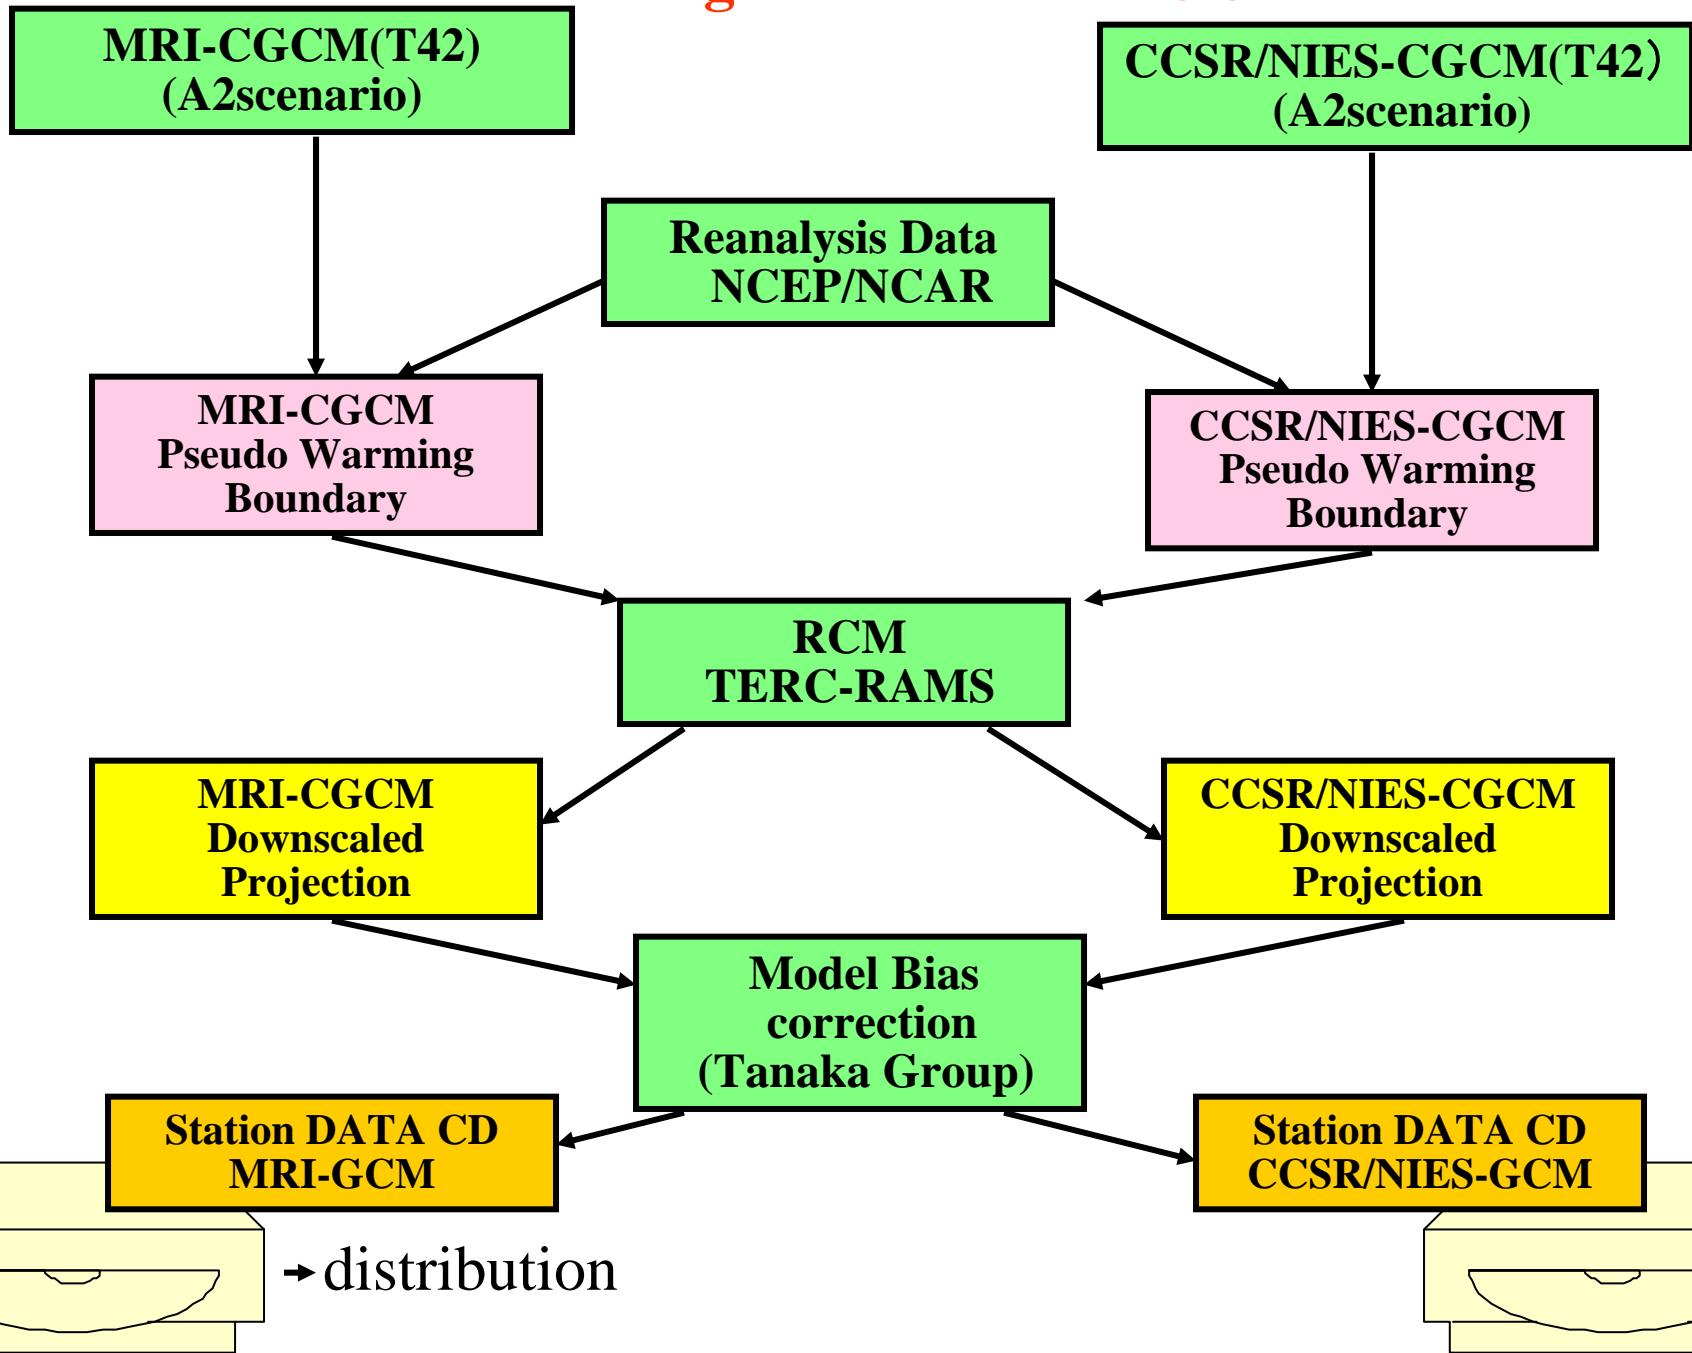 MRI-CGCM(T42)
(A2scenario)
CCSR/NIES-CGCM(T42）
(A2scenario)
Reanalysis Data
NCEP/NCAR
MRI-CGCM
Pseudo Warming
Boundary
CCSR/NIES-CGCM
Pseudo Warming
Boundary
RCM
TERC-RAMS
MRI-CGCM
Downscaled
Projection
CCSR/NIES-CGCM
Downscaled
Projection
Model Bias
correction
(Tanaka Group)
Station DATA CD
MRI-GCM
Station DATA CD
CCSR/NIES-GCM
distribution